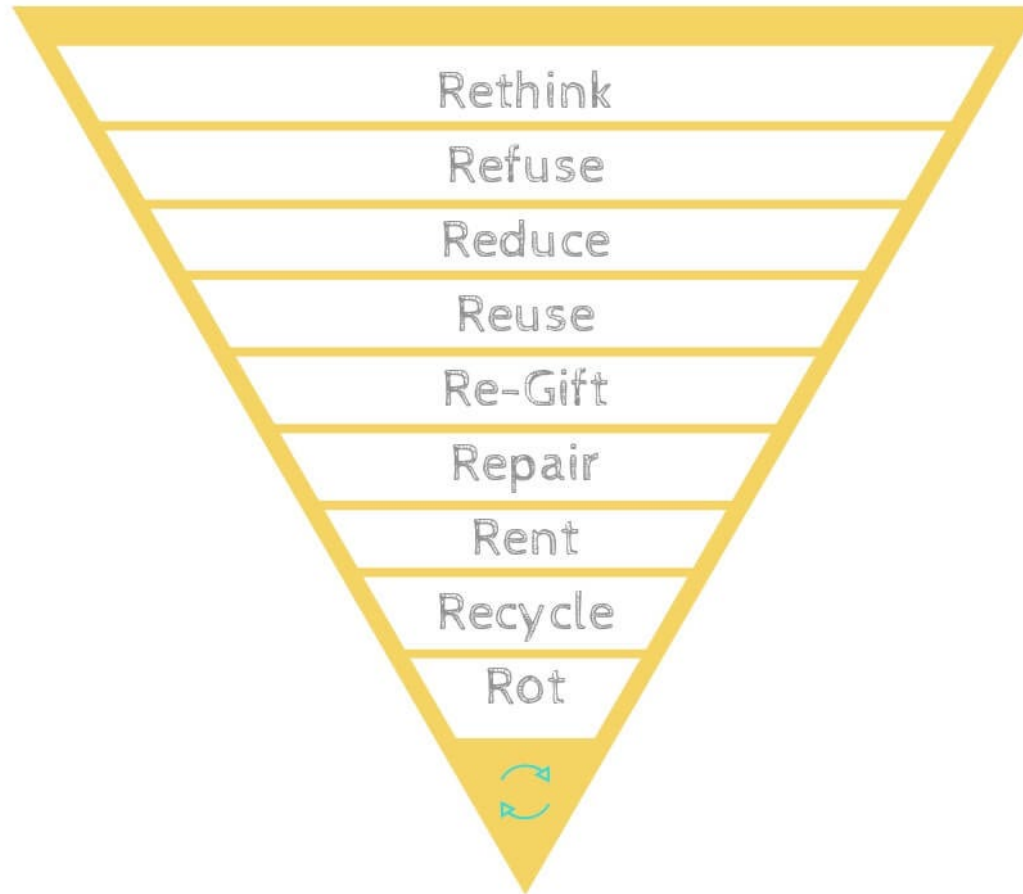 Rethink
Refuse
Reduce
Reuse
Re-Gift
Repair
Rent
Recycle
Rot